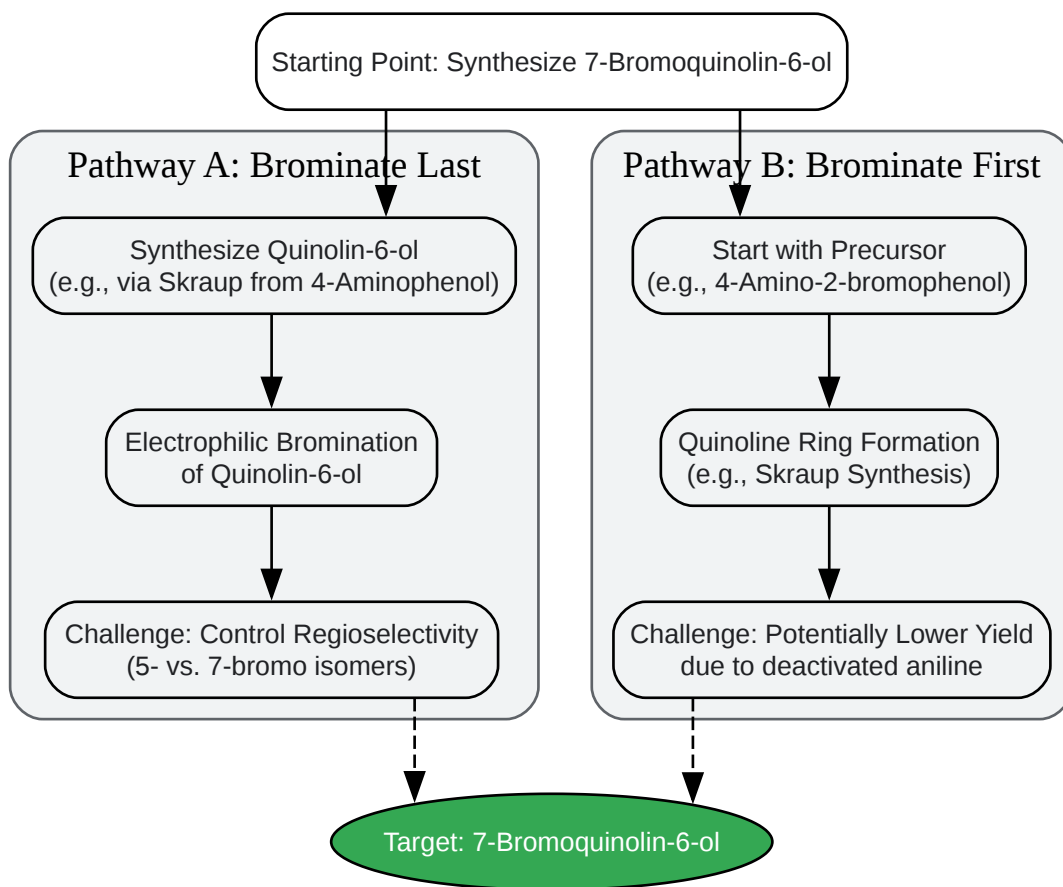 Starting Point: Synthesize 7-Bromoquinolin-6-ol
Pathway A: Brominate Last
Synthesize Quinolin-6-ol
(e.g., via Skraup from 4-Aminophenol)
Electrophilic Bromination
of Quinolin-6-ol
Challenge: Control Regioselectivity
(5- vs. 7-bromo isomers)
Pathway B: Brominate First
Start with Precursor
(e.g., 4-Amino-2-bromophenol)
Quinoline Ring Formation
(e.g., Skraup Synthesis)
Challenge: Potentially Lower Yield
due to deactivated aniline
Target: 7-Bromoquinolin-6-ol